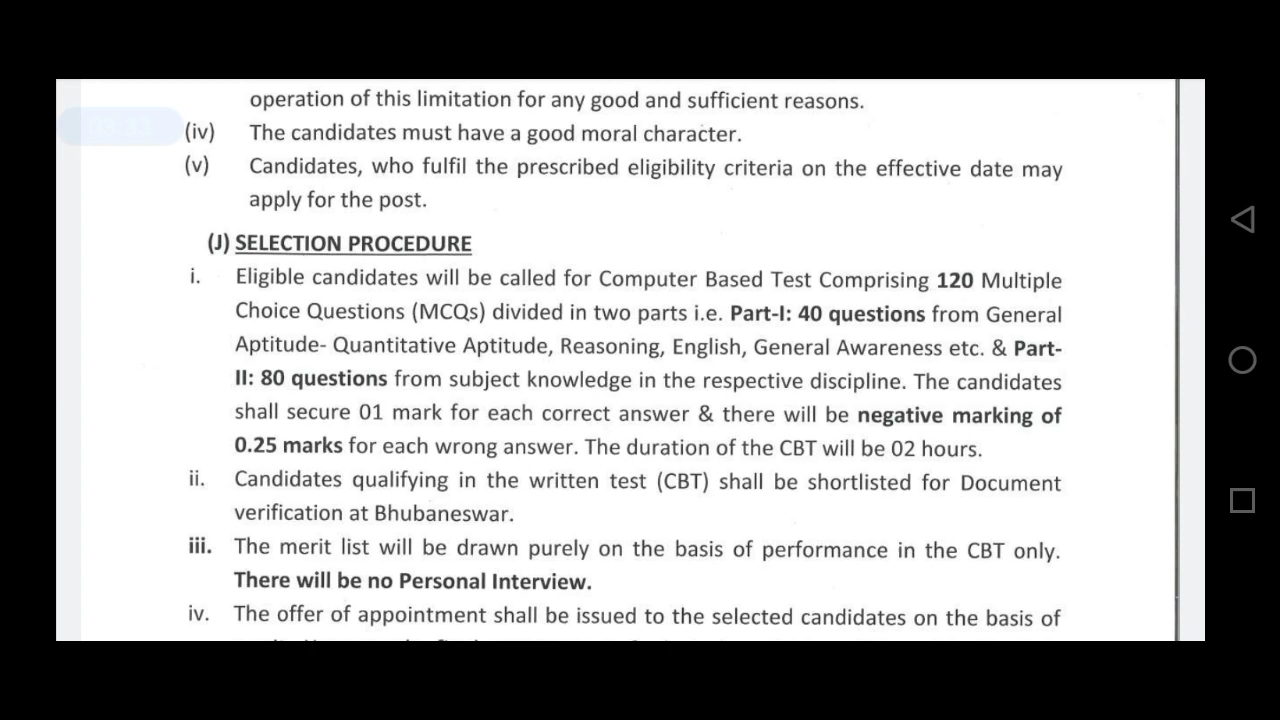 operation of this limitation for any good and sufficient reasons.
(iv) The candidates must have a good moral character.
(v) Candidates, who fulfil the prescribed eligibility criteria on the effective date may
apply for the post.
(J) SELECTION PROCEDURE
i. Eligible candidates will be called for Computer Based Test Comprising 120 Multiple
Choice Questions (MCQs) divided in two parts i.e. Part-I: 40 questions from General
Aptitude- Quantitative Aptitude, Reasoning, English, General Awareness etc. & Part-
II: 80 questions from subject knowledge in the respective discipline. The candidates
shall secure 01 mark for each correct answer & there will be negative marking of
0.25 marks for each wrong answer. The duration of the CBT will be 02 hours.
ii. Candidates qualifying in the written test (CBT) shall be shortlisted for Document
verification at Bhubaneswar.
iii. The merit list will be drawn purely on the basis of performance in the CBT only.
There will be no Personal Interview.
iv. The offer of appointment shall be issued to the selected candidates on the basis of